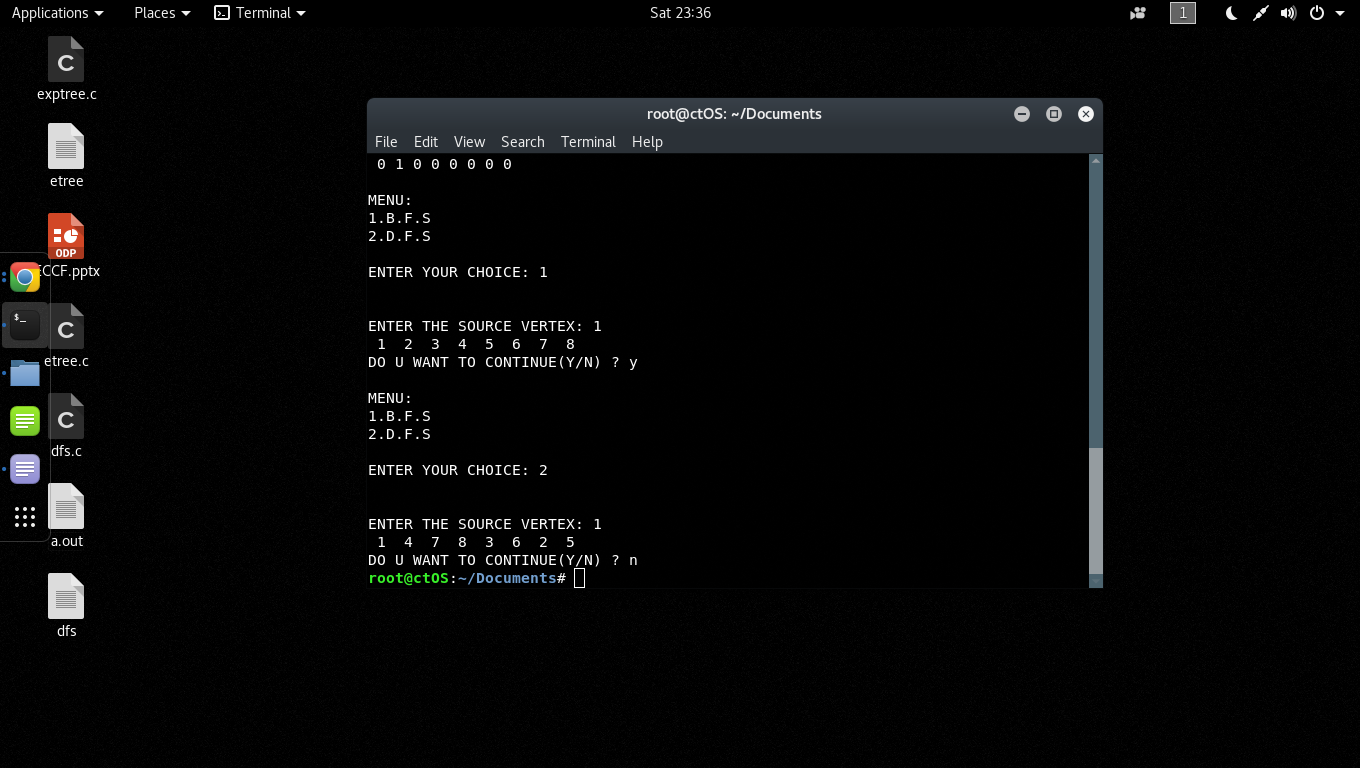 Applications Places Terminal Sat 23:36 1
exptree.c
etree
ODP
CCF.pptx
$_
C
etree.c
C
dfs.c
a.out
dfs
C
root@ctOS: ~/Documents
File Edit View Search Terminal Help
0 1 0 0 0 0 0 0
MENU:
1.B.F.S
2.D.F.S
ENTER YOUR CHOICE: 1
ENTER THE SOURCE VERTEX: 1
1 2 3 4 5 6 7 8
DO U WANT TO CONTINUE(Y/N) ? y
MENU:
1.B.F.S
2.D.F.S
ENTER YOUR CHOICE: 2
ENTER THE SOURCE VERTEX: 1
1 4 7 8 3 6 2 5
DO U WANT TO CONTINUE(Y/N) ? n
root@ctOS:~/Documents#